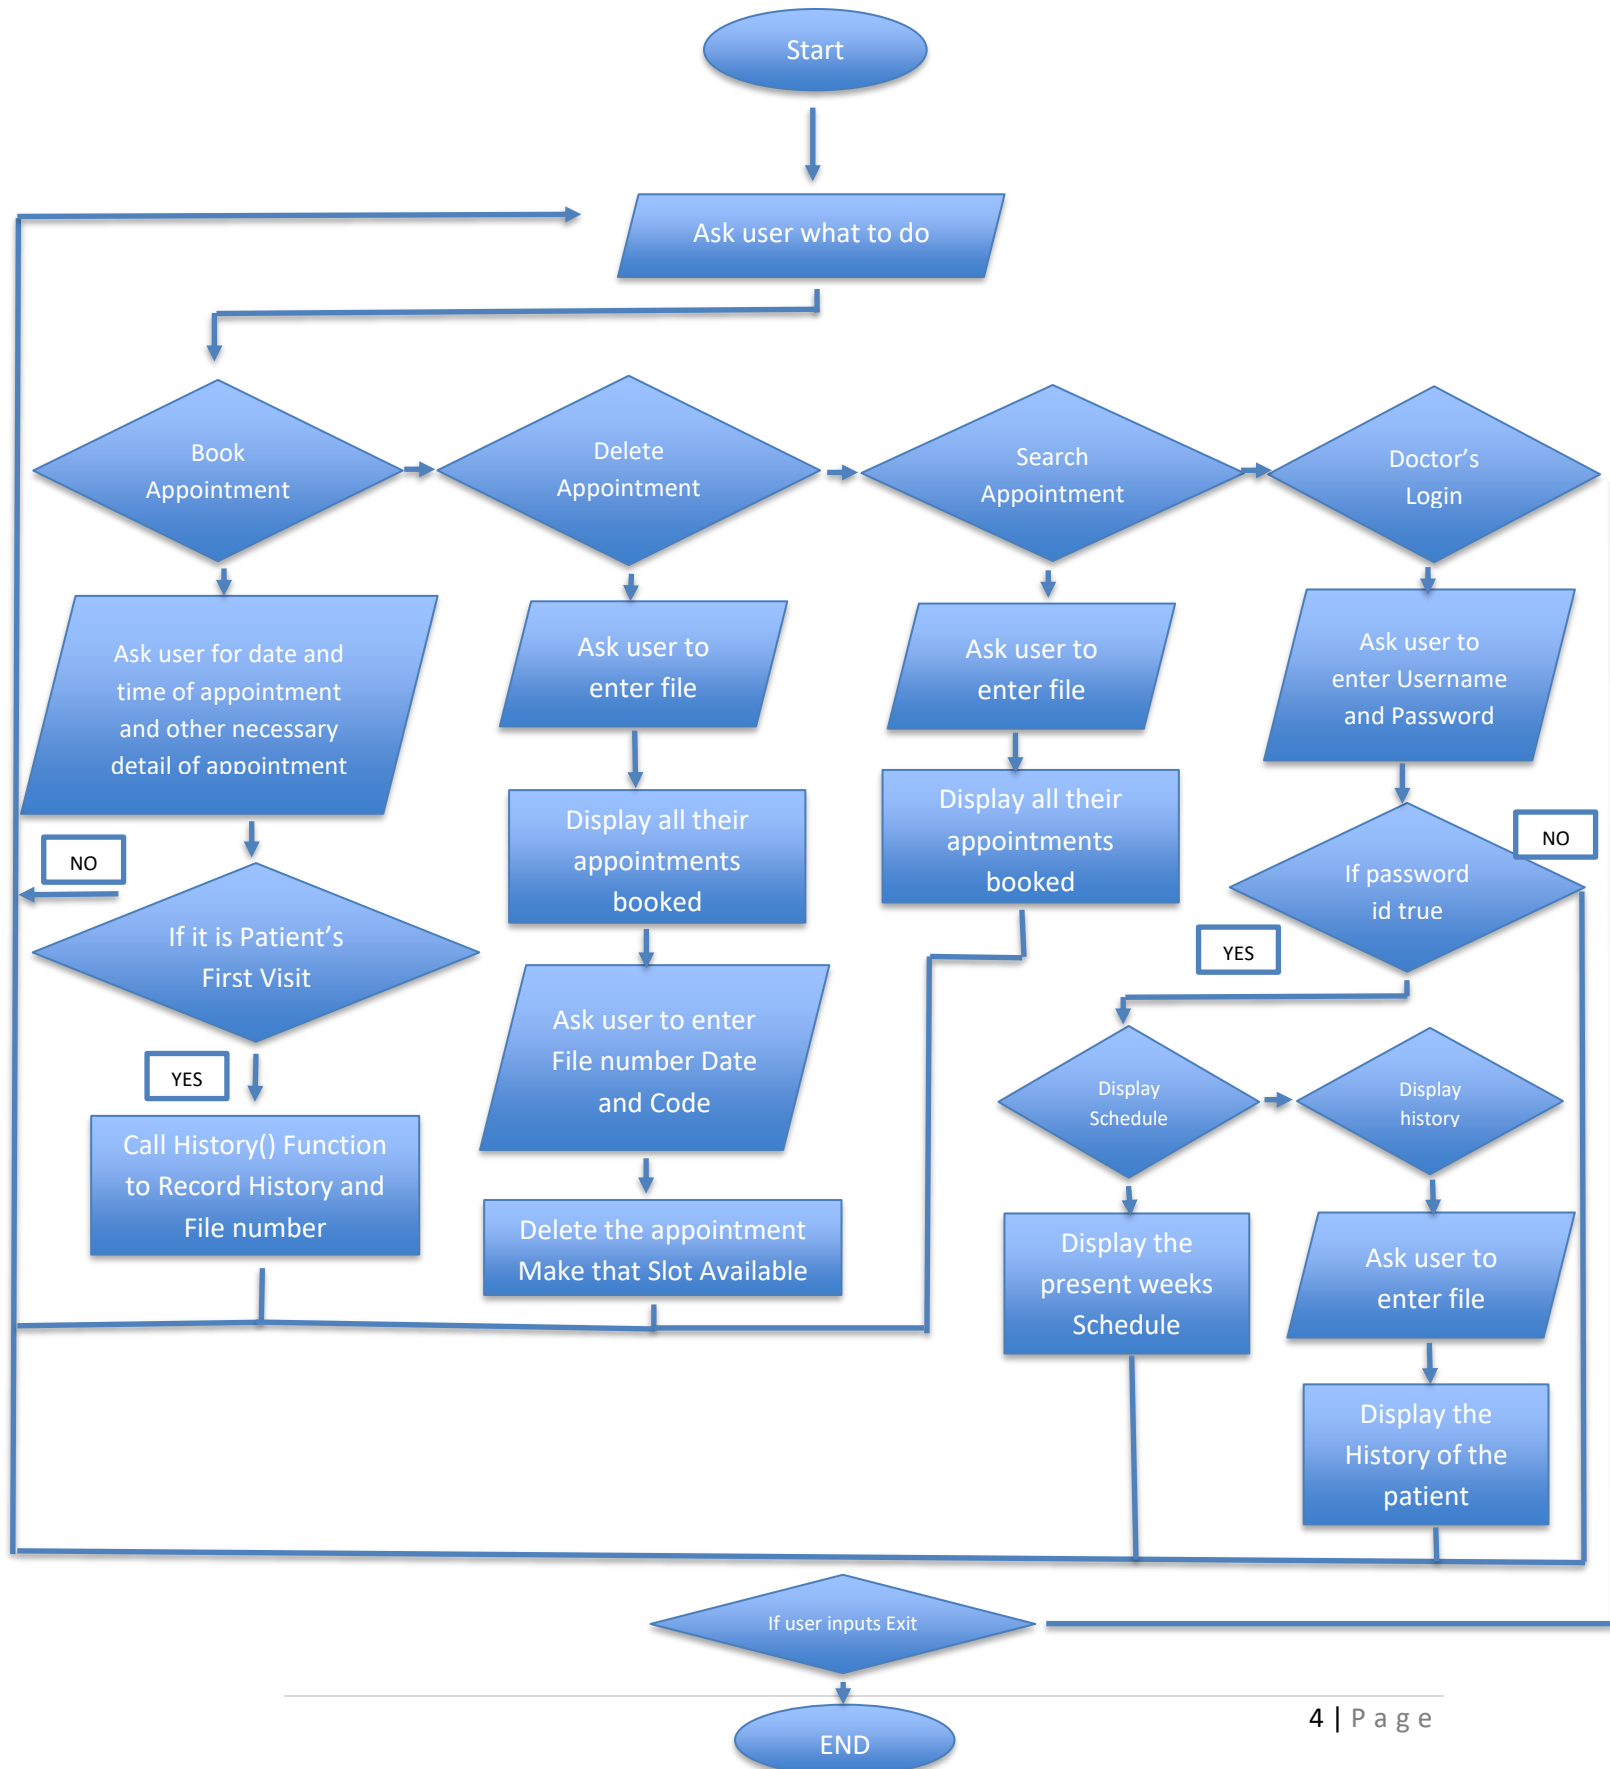 Start
Ask user what to do
Book
Appointment
Delete
Appointment
Search
Appointment
Doctor's
Login
Ask user for date and
time of appointment
and other necessary
detail of appointment
Ask user to
enter file
Ask user to
enter file
Ask user to
enter Username
and Password
Display all their
appointments
booked
Display all their
appointments
booked
NO
If it is Patient's
First Visit
YES
NO
If password
id true
YES
Ask user to enter
File number Date
and Code
Display
Schedule
Display
history
Call History() Function
to Record History and
File number
Delete the appointment
Make that Slot Available
Display the
present weeks
Schedule
Ask user to
enter file
Display the
History of the
patient
If user inputs Exit
END
4 | Page